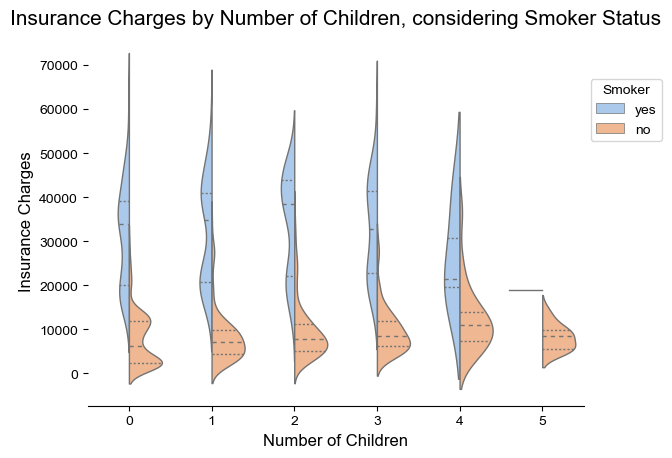 Insurance Charges by Number of Children, considering Smoker Status
Smoker
yes
no
Insurance Charges
70000
60000
50000
40000
30000
20000
10000
0
0 1 2 3 4 5
Number of Children